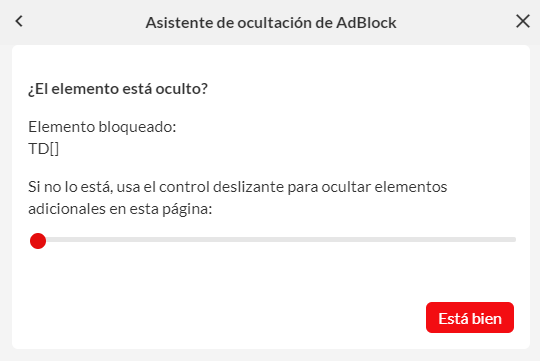 Asistente de ocultación de AdBlock
¿El elemento está oculto?
Elemento bloqueado:
TD[]
Si no lo está, usa el control deslizante para ocultar elementos
adicionales en esta página:
Está bien